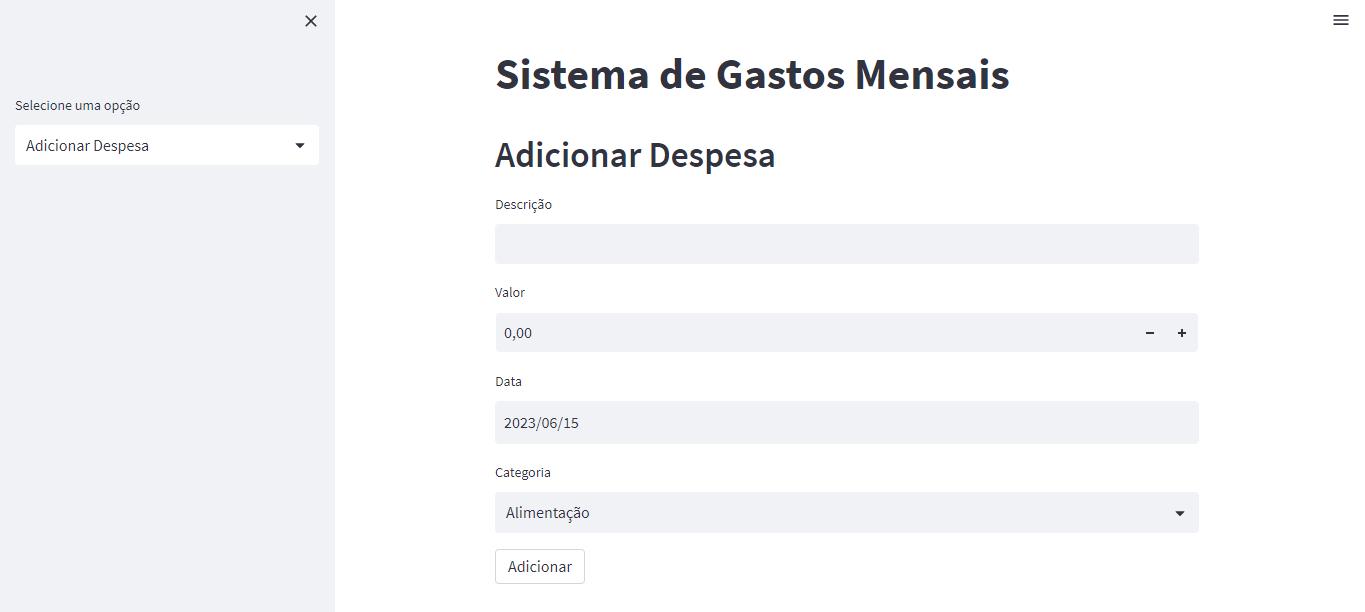 Selecione uma opção
Adicionar Despesa
Sistema de Gastos Mensais
Adicionar Despesa
Descrição
Valor
0,00
Data
2023/06/15
Categoria
Alimentação
Adicionar